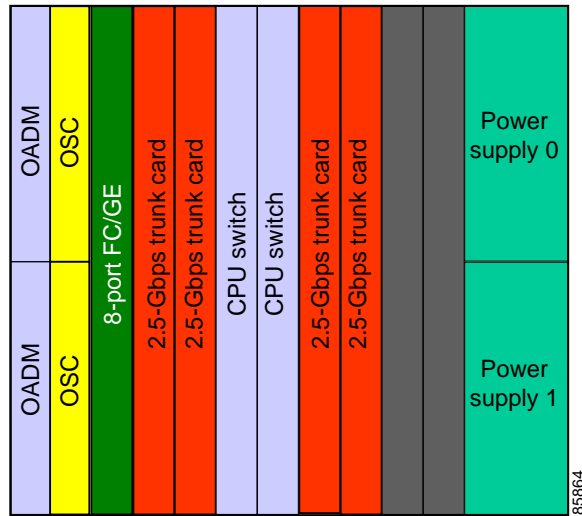 OADM
OADM
OSC
OSC
8-port FC/GE
2.5-Gbps trunk card
2.5-Gbps trunk card
CPU switch
CPU switch
2.5-Gbps trunk card
2.5-Gbps trunk card
Power
supply 0
Power
supply 1
85864